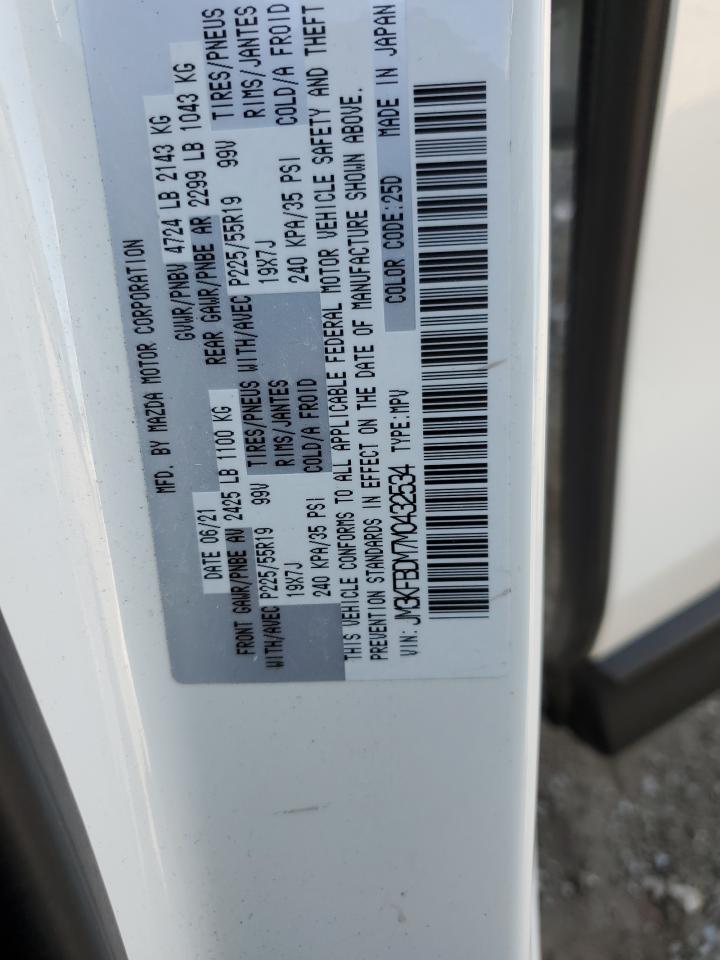 MFD. BY MAZDA MOTOR CORPORATION
DATE 06/21 GVWR/PNBV 4724 LB 2143 KG
FRONT GAWR/PNBE AV 2425 LB 1100 KG REAR GAWR/PNBE AR 2299 LB 1043 KG
WITH/AVEC P225/55R19 99V TIRES/PNEUS WITH/AVEC P225/55R19 99V TIRES/PNEUS
19X7J RIMS/JANTES 19X7J RIMS/JANTES
240 KPA/35 PSI COLD/A FROID 240 KPA/35 PSI COLD/A FROID
THIS VEHICLE CONFORMS TO ALL APPLICABLE FEDERAL MOTOR VEHICLE SAFETY AND THEFT
PREVENTION STANDARDS IN EFFECT ON THE DATE OF MANUFACTURE SHOWN ABOVE.
VIN: JM3KFBDM7M0432534 TYPE:MPV COLOR CODE:25D MADE IN JAPAN